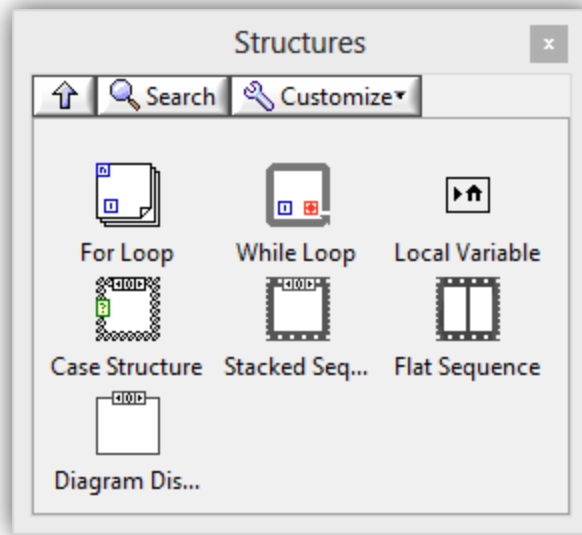 Structures x
Search Customize
For Loop While Loop Local Variable
Case Structure Stacked Seq... Flat Sequence
Diagram Dis...